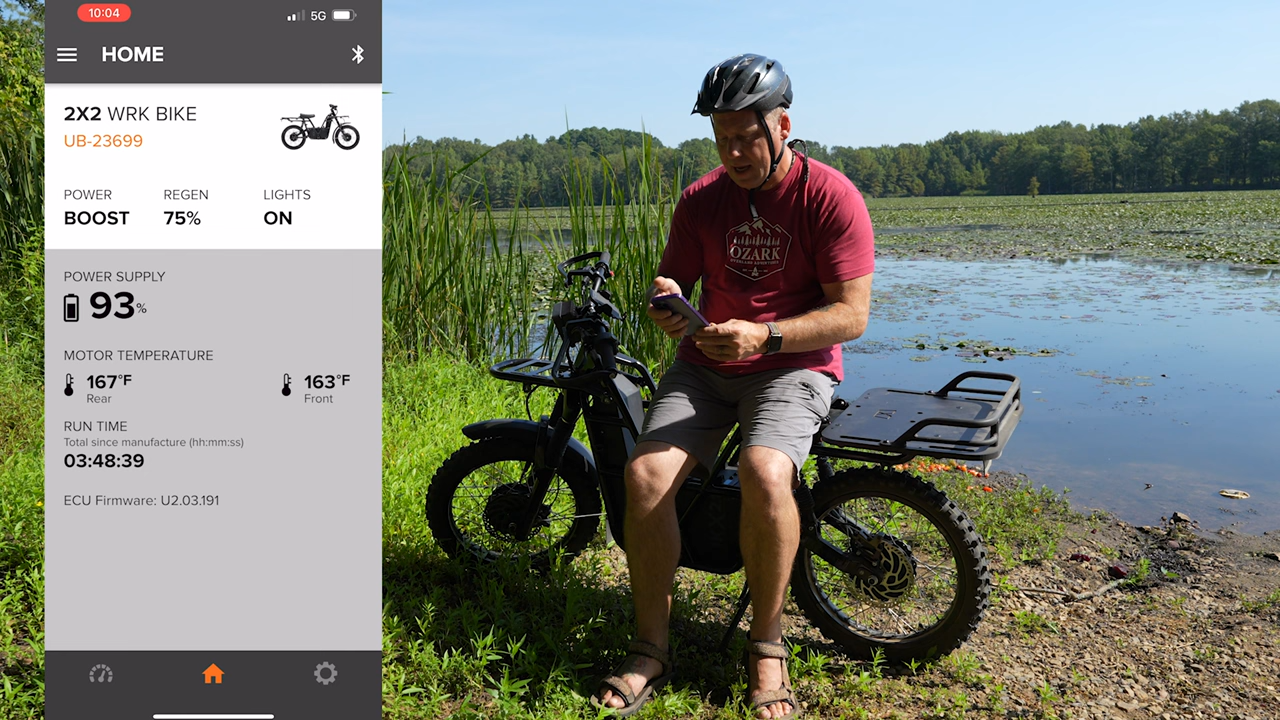 10:04
5G
HOME
2X2 WRK BIKE
UB-23699
POWER REGEN LIGHTS
BOOST 75% ON
POWER SUPPLY
93%
MOTOR TEMPERATURE
167°F 163°F
Rear Front
RUN TIME
Total since manufacture (hh:mm:ss)
03:48:39
ECU Firmware: U2.03.191
OZARK